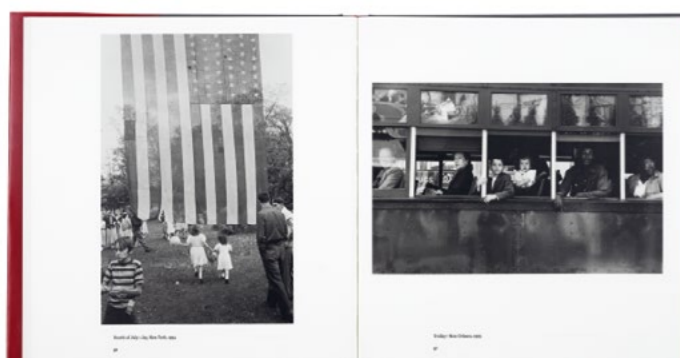 Fourth of July – Jay, New York, 1954
Trolley – New Orleans, 1955